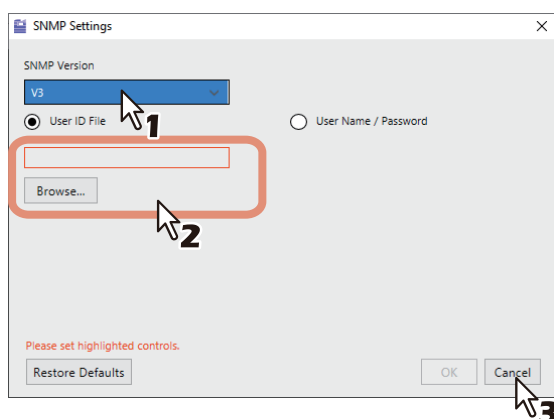 SNMP Settings
SNMP Version
V3
1
User ID File
User Name / Password
Browse...
2
Please set highlighted controls.
Restore Defaults
OK
Cancel
3